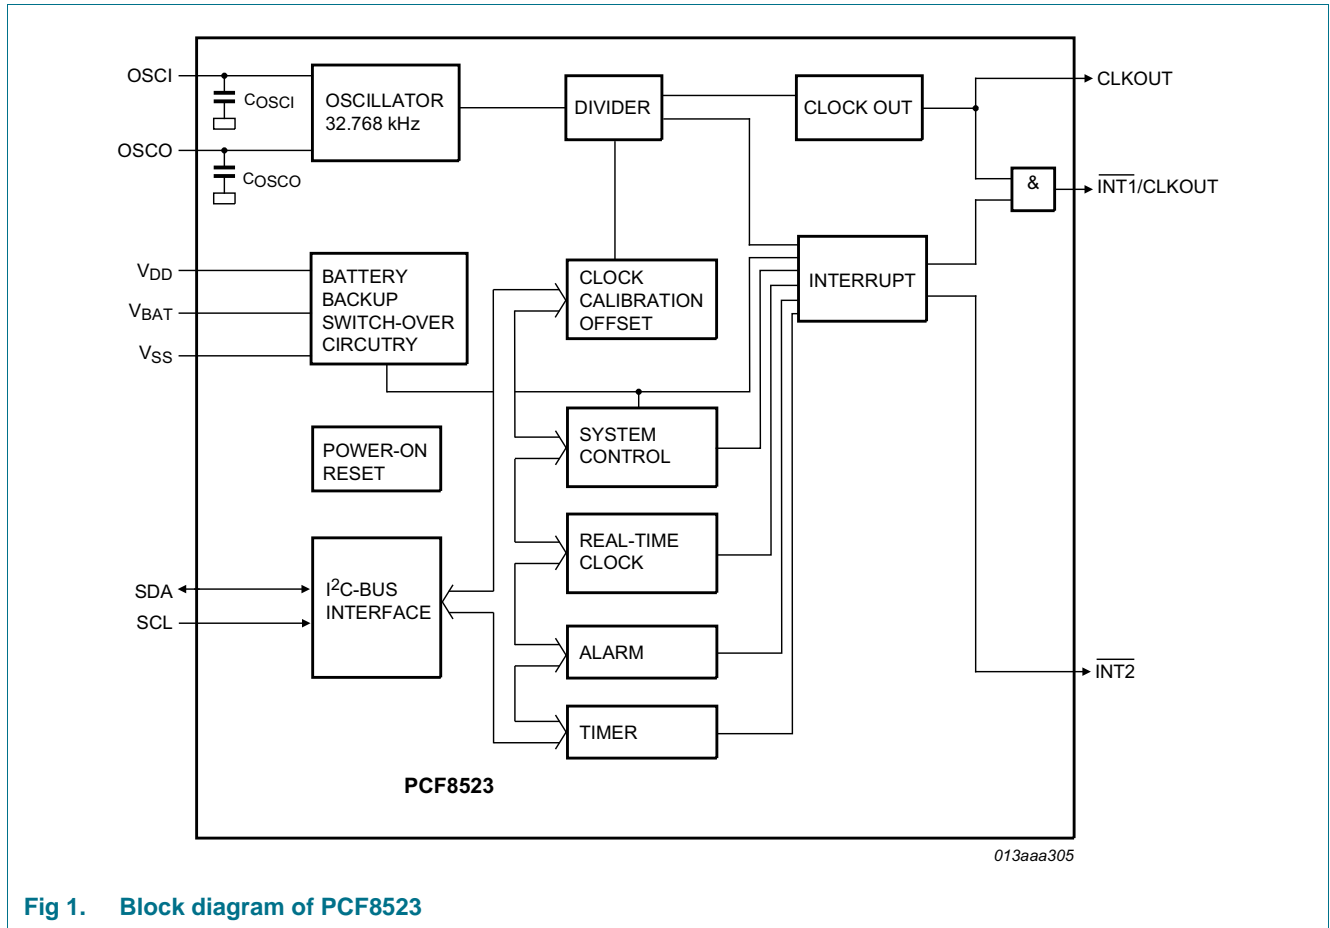 OSCI
COSCI
OSCO
COSCO
OSCILLATOR
32.768 kHz
DIVIDER
CLOCK OUT
CLKOUT
&
INT1/CLKOUT
VDD
VBAT
VSS
BATTERY
BACKUP
SWITCH-OVER
CIRCUTRY
CLOCK
CALIBRATION
OFFSET
INTERRUPT
POWER-ON
RESET
SYSTEM
CONTROL
REAL-TIME
CLOCK
SDA
SCL
I2C-BUS
INTERFACE
ALARM
INT2
TIMER
PCF8523
013aaa305
Fig 1. Block diagram of PCF8523